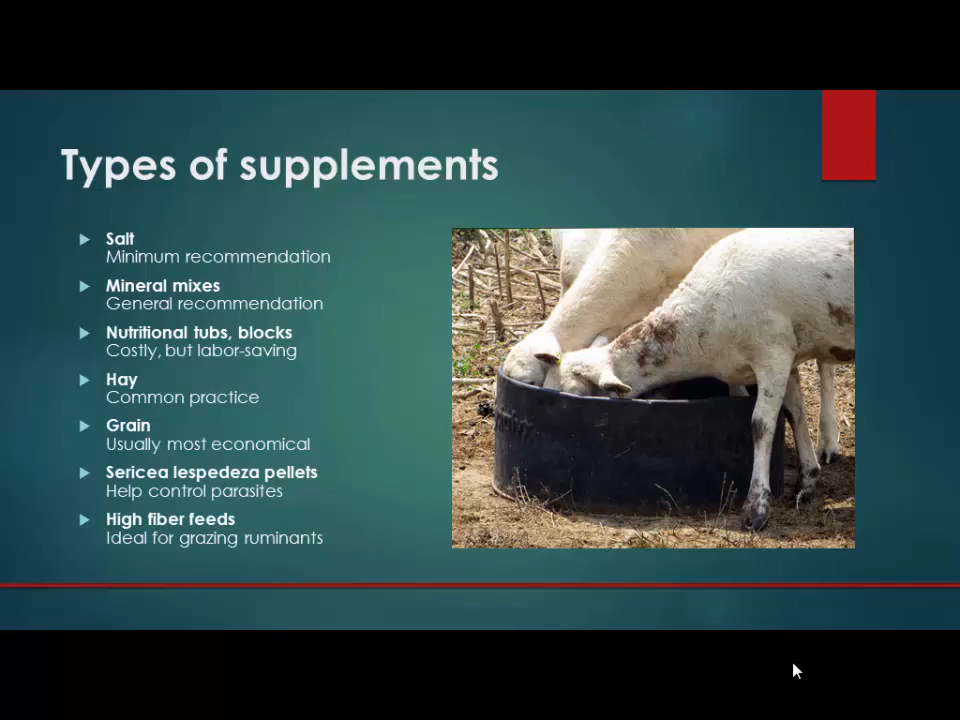 Types of supplements
Salt
Minimum recommendation
Mineral mixes
General recommendation
Nutritional tubs, blocks
Costly, but labor-saving
Hay
Common practice
Grain
Usually most economical
Sericea lespedeza pellets
Help control parasites
High fiber feeds
Ideal for grazing ruminants